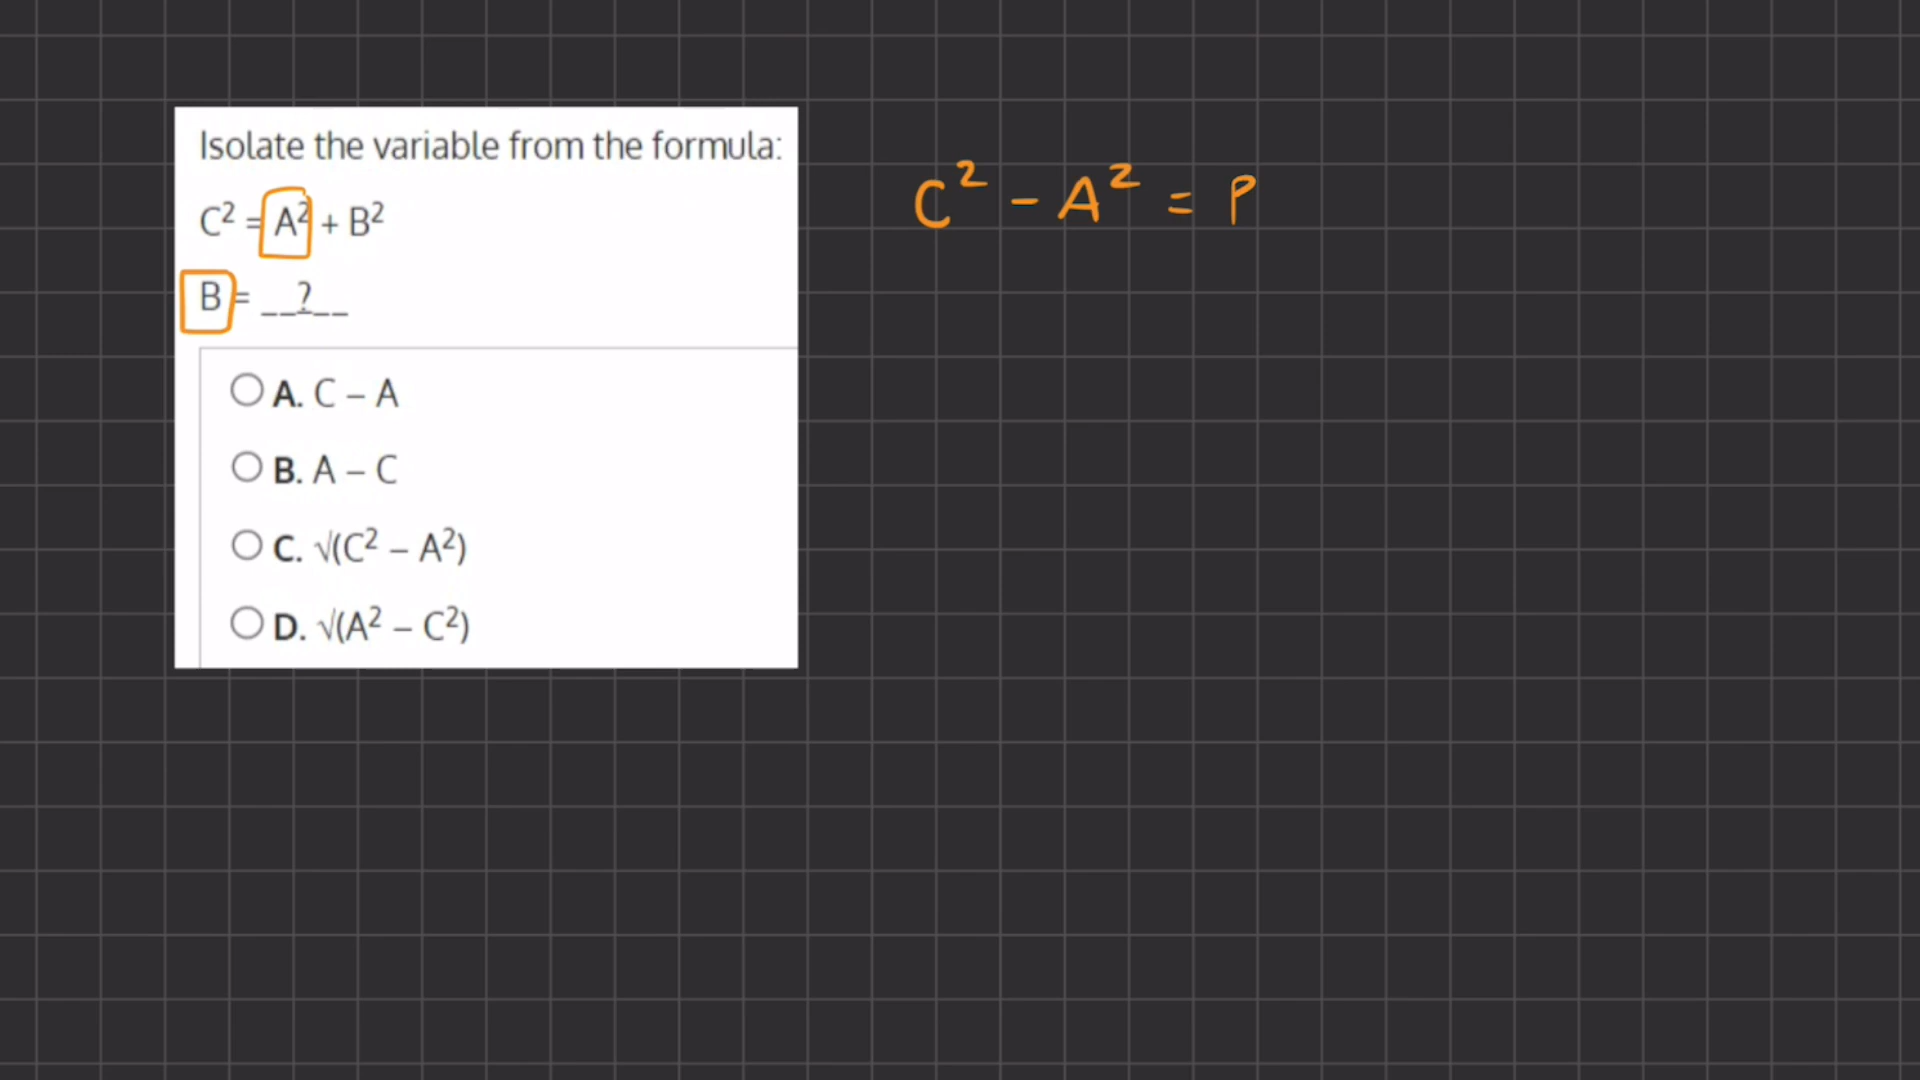 Isolate the variable from the formula:
C² = A² + B²
B = __?__
A. C – A
B. A – C
C. √(C² – A²)
D. √(A² – C²)
C² - A² = P